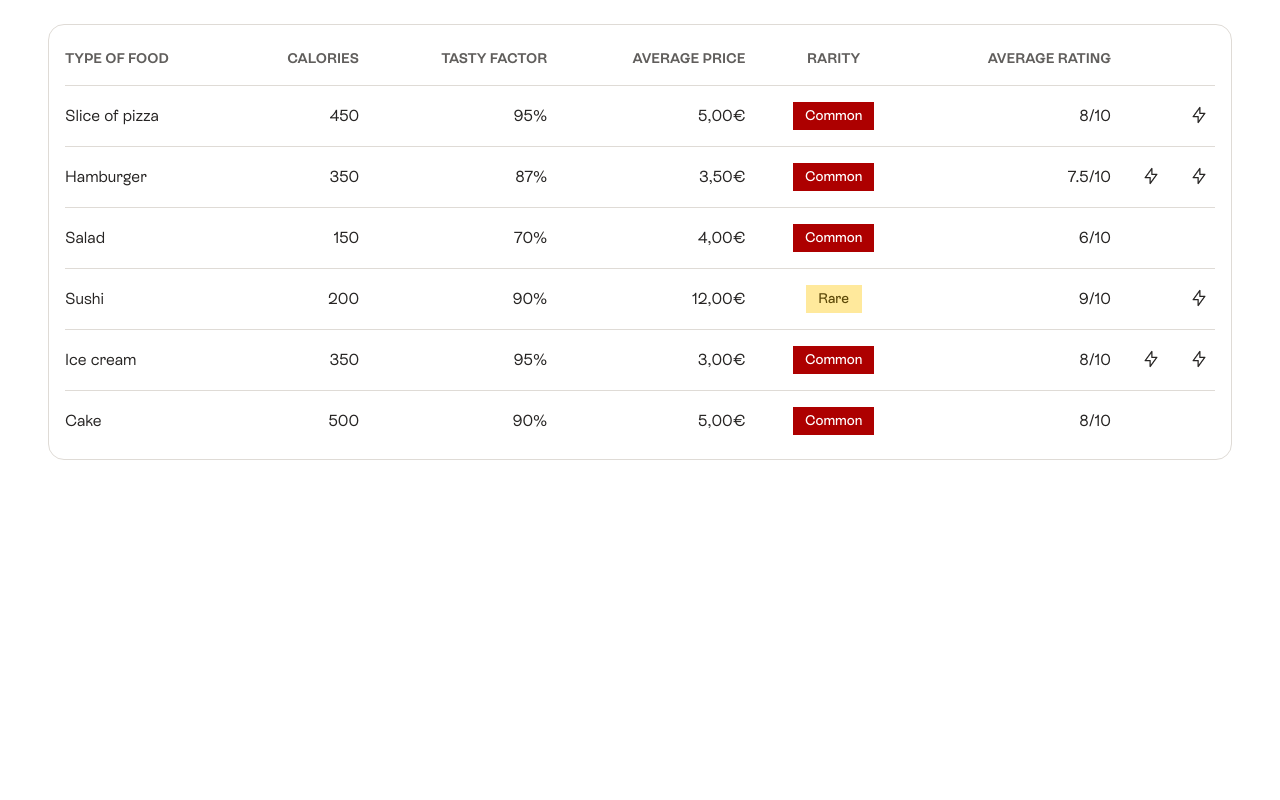 TYPE OF FOOD CALORIES TASTY FACTOR AVERAGE PRICE RARITY AVERAGE RATING
Slice of pizza 450 95% 5,00€ Common 8/10
Hamburger 350 87% 3,50€ Common 7.5/10
Salad 150 70% 4,00€ Common 6/10
Sushi 200 90% 12,00€ Rare 9/10
Ice cream 350 95% 3,00€ Common 8/10
Cake 500 90% 5,00€ Common 8/10